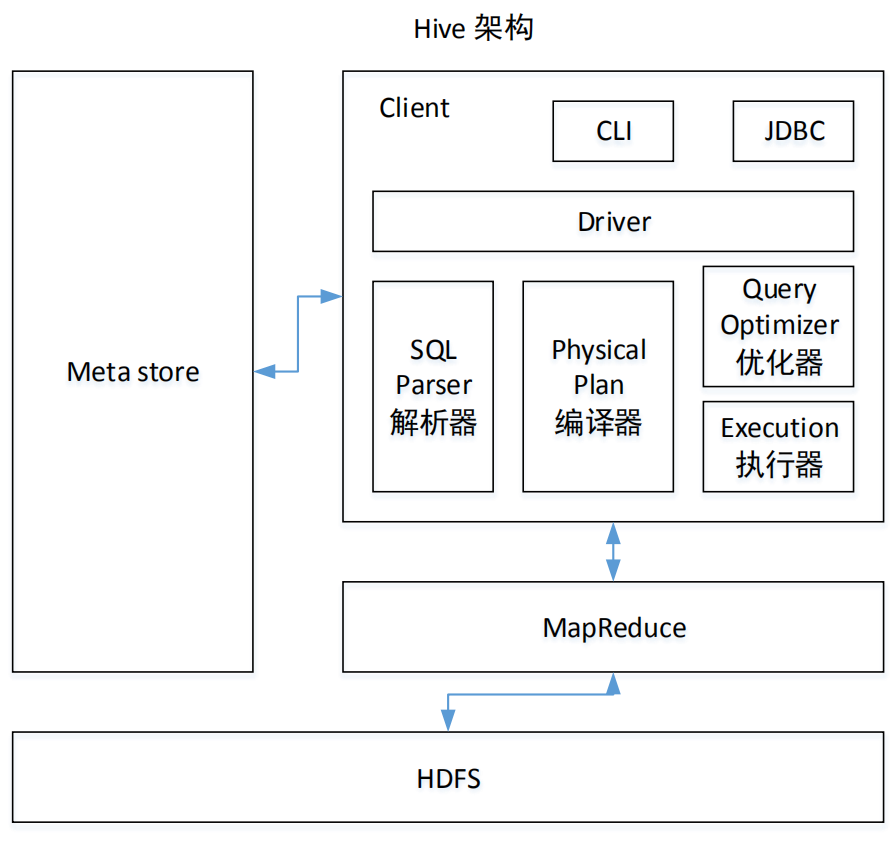 Hive 架构
Client
CLI
JDBC
Driver
Meta store
SQL
Parser
解析器
Physical
Plan
编译器
Query
Optimizer
优化器
Execution
执行器
MapReduce
HDFS